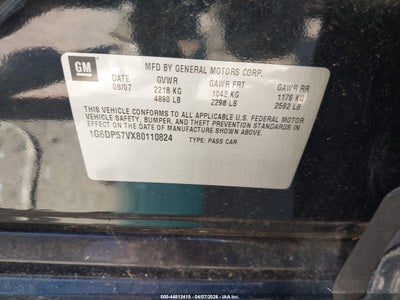 GM
MFD BY GENERAL MOTORS CORP.
DATE GVWR GAWR FRT GAWR RR
08/07 2218 KG 1042 KG 1176 KG
4890 LB 2298 LB 2592 LB
THIS VEHICLE CONFORMS TO ALL APPLICABLE U.S. FEDERAL MOTOR
VEHICLE SAFETY, BUMPER, AND THEFT PREVENTION STANDARDS IN
EFFECT ON THE DATE OF MANUFACTURE SHOWN ABOVE.
1G6DP57VX80110824 TYPE: PASS CAR
000-44812415 - 04/07/2026 - IAA Inc.